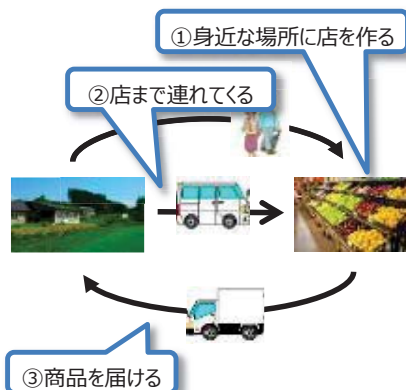 ①身近な場所に店を作る
②店まで連れてくる
③商品を届ける